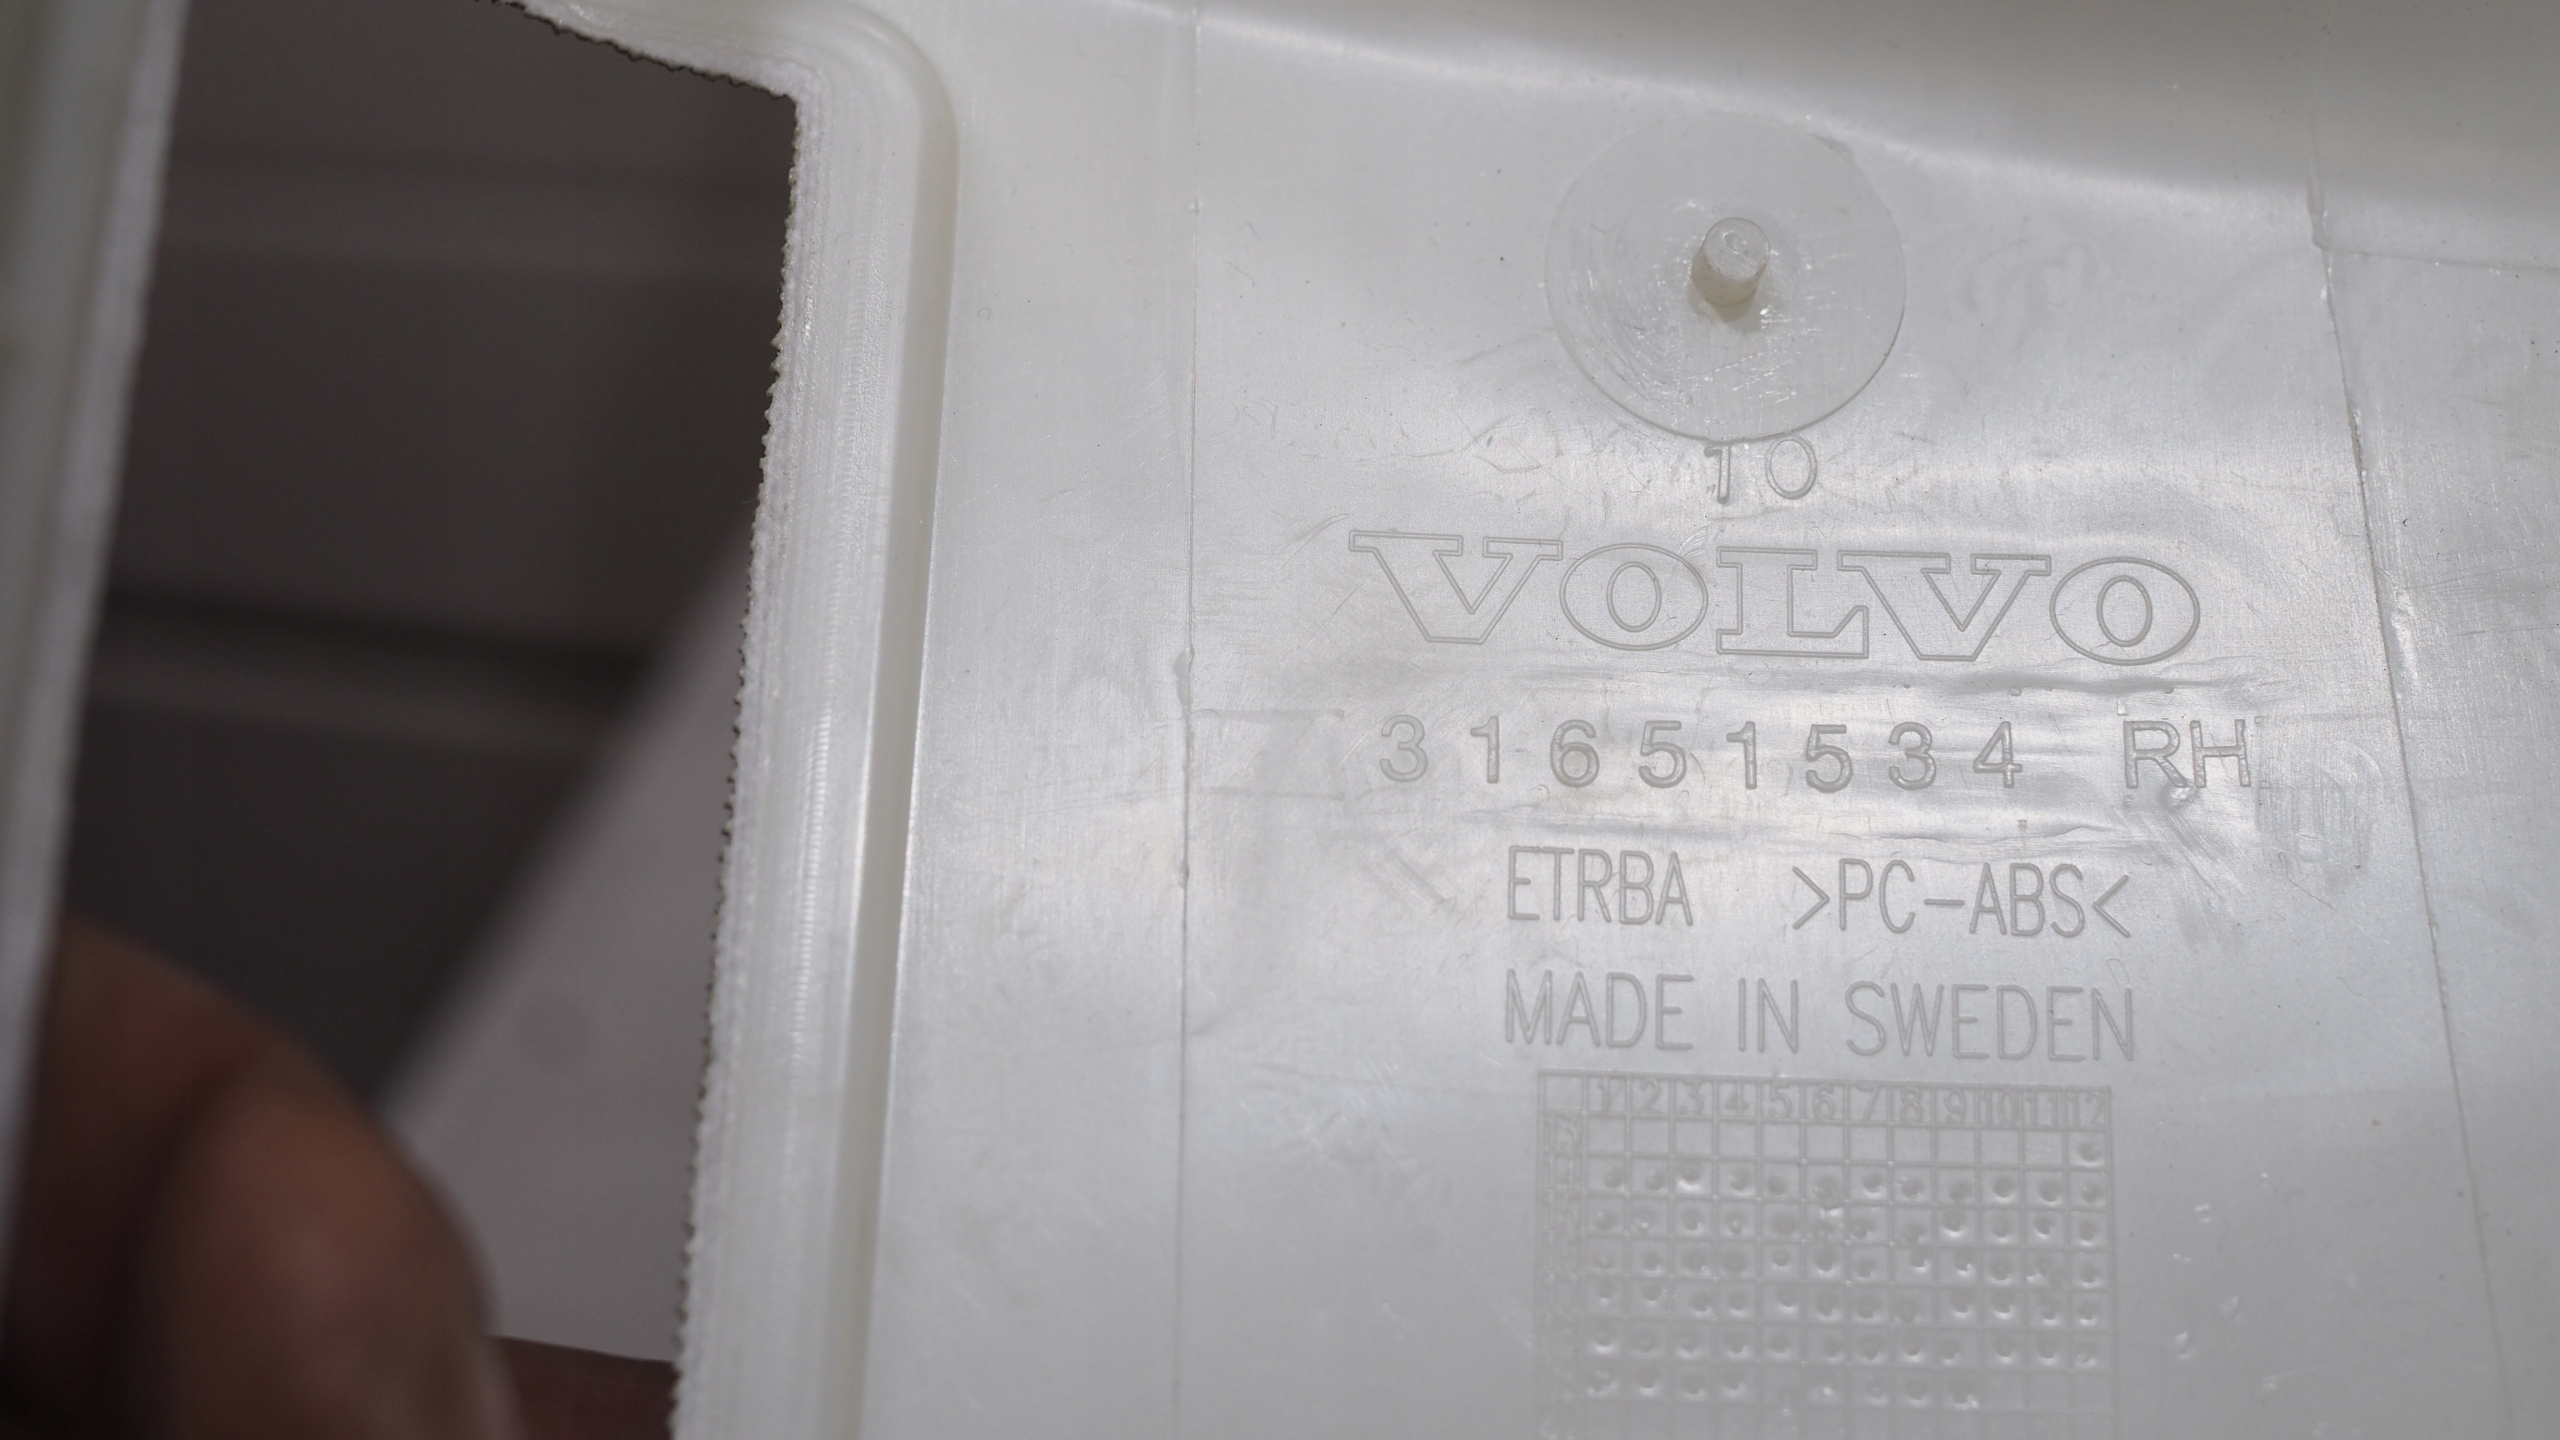 10
VOLVO
31651534 RH
ETRBA >PC-ABS<
MADE IN SWEDEN
1 2 3 4 5 6 7 8 9 10 11 12